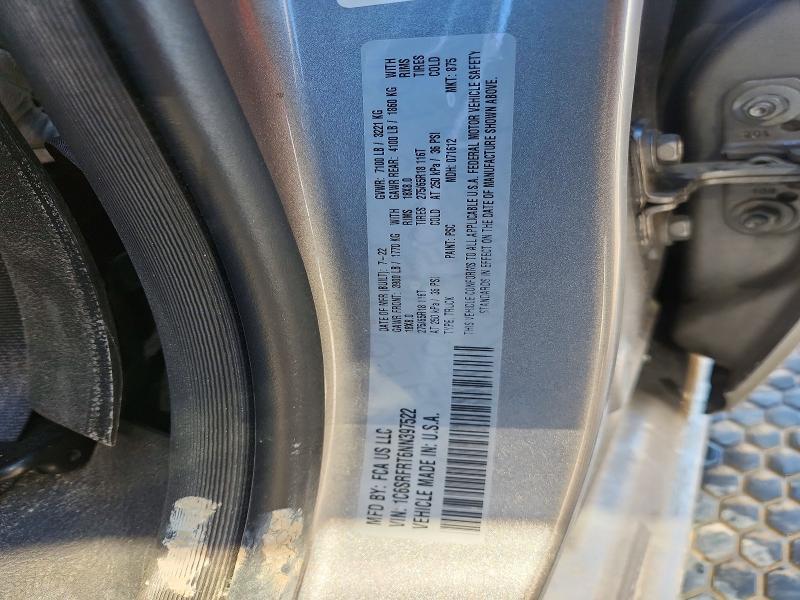 MFD BY: FCA US LLC
VIN: 1C6SRFRT6NN397522
VEHICLE MADE IN: U.S.A.
DATE OF MFR (BUILT): 7-22 GVWR: 7100 LB / 3221 KG
GAWR FRONT: 3900 LB / 1770 KG WITH GAWR REAR: 4100 LB / 1860 KG WITH
18X8.0 RIMS 18X8.0 RIMS
275/65R18 116T TIRES 275/65R18 116T TIRES
AT 250 kPa / 36 PSI COLD AT 250 kPa / 36 PSI COLD
TYPE: TRUCK PAINT: PSC MDH: 071612 MKT: 875
THIS VEHICLE CONFORMS TO ALL APPLICABLE U.S.A. FEDERAL MOTOR VEHICLE SAFETY
STANDARDS IN EFFECT ON THE DATE OF MANUFACTURE SHOWN ABOVE.